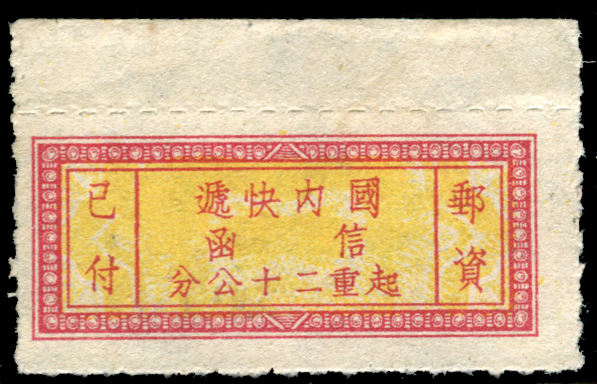 郵資
國內快遞
信函
起重二十公分
已付